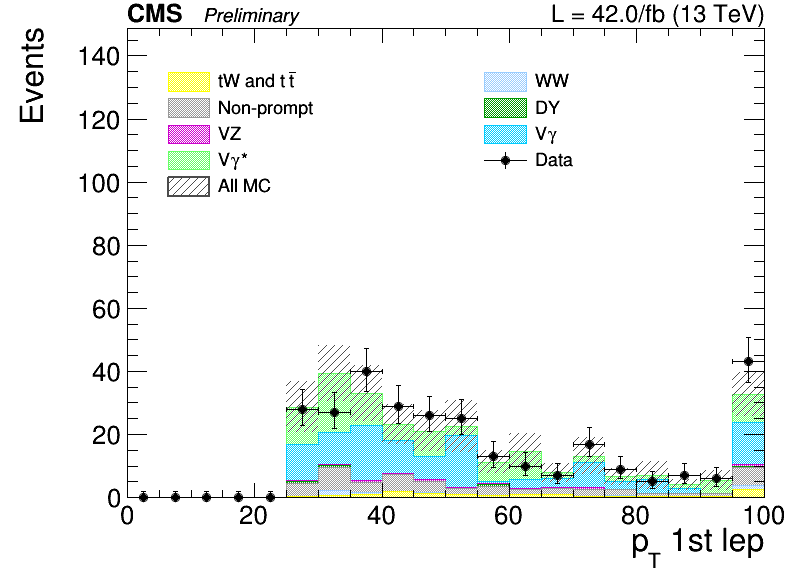 CMS Preliminary L = 42.0/fb (13 TeV)
Events
140
120
100
80
60
40
20
0
tW and t t̅
Non-prompt
VZ
Vγ*
All MC
WW
DY
Vγ
Data
0 20 40 60 80 100
p_T 1st lep